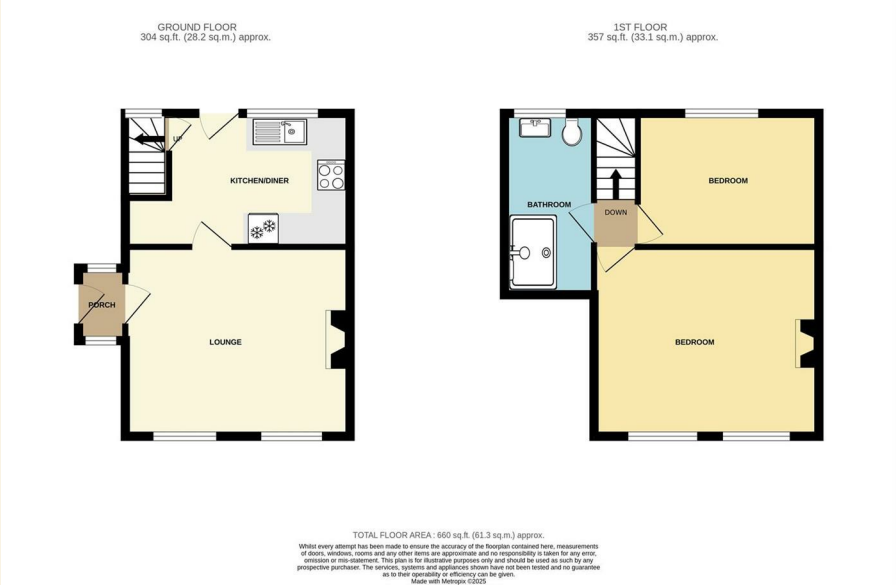 GROUND FLOOR
304 sq.ft. (28.2 sq.m.) approx.
1ST FLOOR
357 sq.ft. (33.1 sq.m.) approx.
UP
KITCHEN/DINER
PORCH
LOUNGE
BEDROOM
BATHROOM
DOWN
BEDROOM
TOTAL FLOOR AREA : 660 sq.ft. (61.3 sq.m.) approx.
Whilst every attempt has been made to ensure the accuracy of the floorplan contained here, measurements
of doors, windows, rooms and any other items are approximate and no responsibility is taken for any error,
omission or mis-statement. This plan is for illustrative purposes only and should be used as such by any
prospective purchaser. The services, systems and appliances shown have not been tested and no guarantee
as to their operability or efficiency can be given.
Made with Metropix ©2025